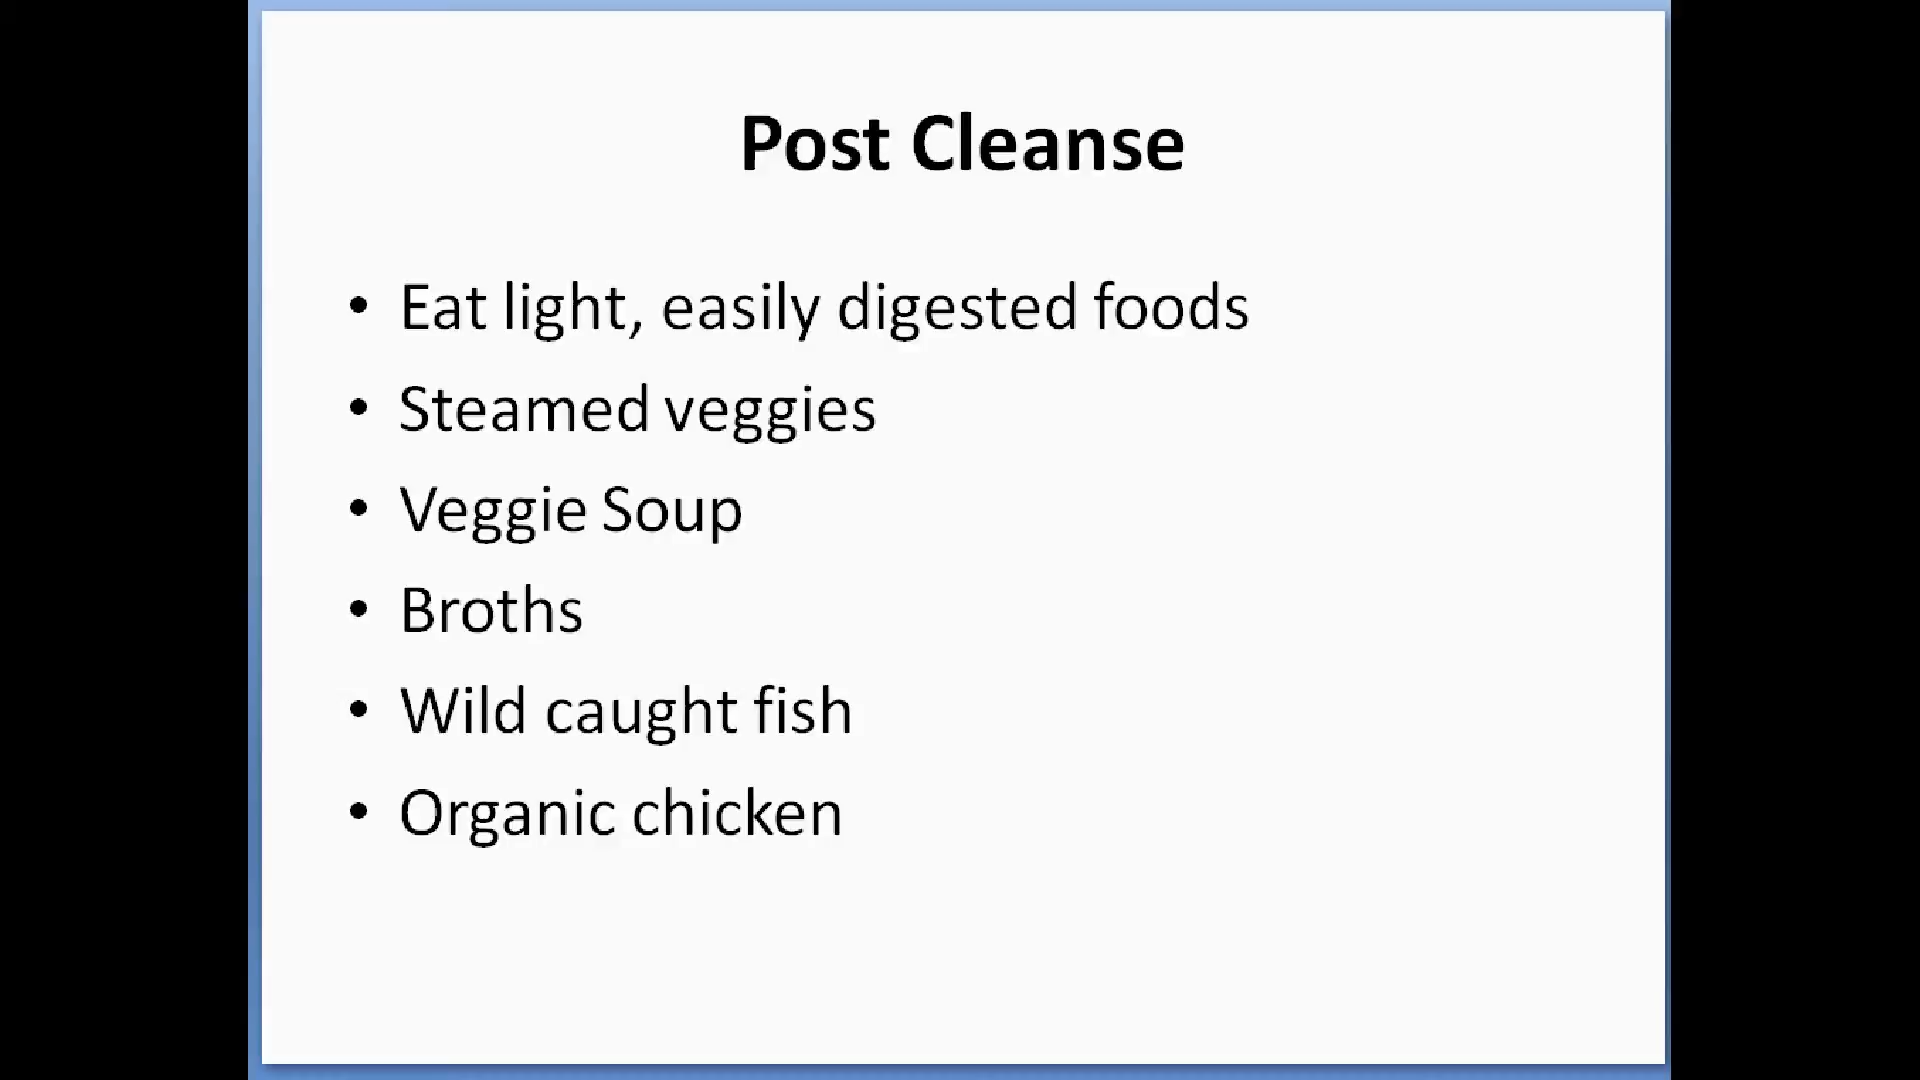 Post Cleanse
• Eat light, easily digested foods
• Steamed veggies
• Veggie Soup
• Broths
• Wild caught fish
• Organic chicken